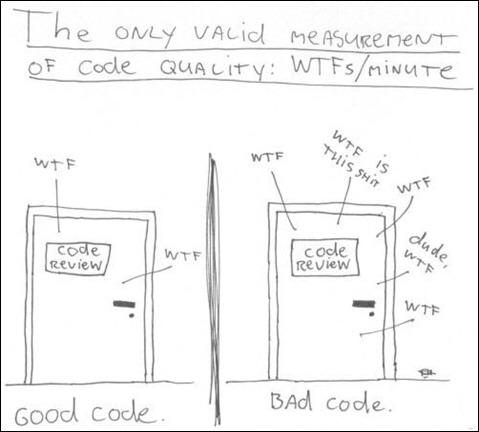 The only valid measurement
of code quality: WTFs/minute
WTF
code
review
WTF
Good code.
WTF
WTF is
this shit
WTF
code
review
dude,
WTF
WTF
Bad code.